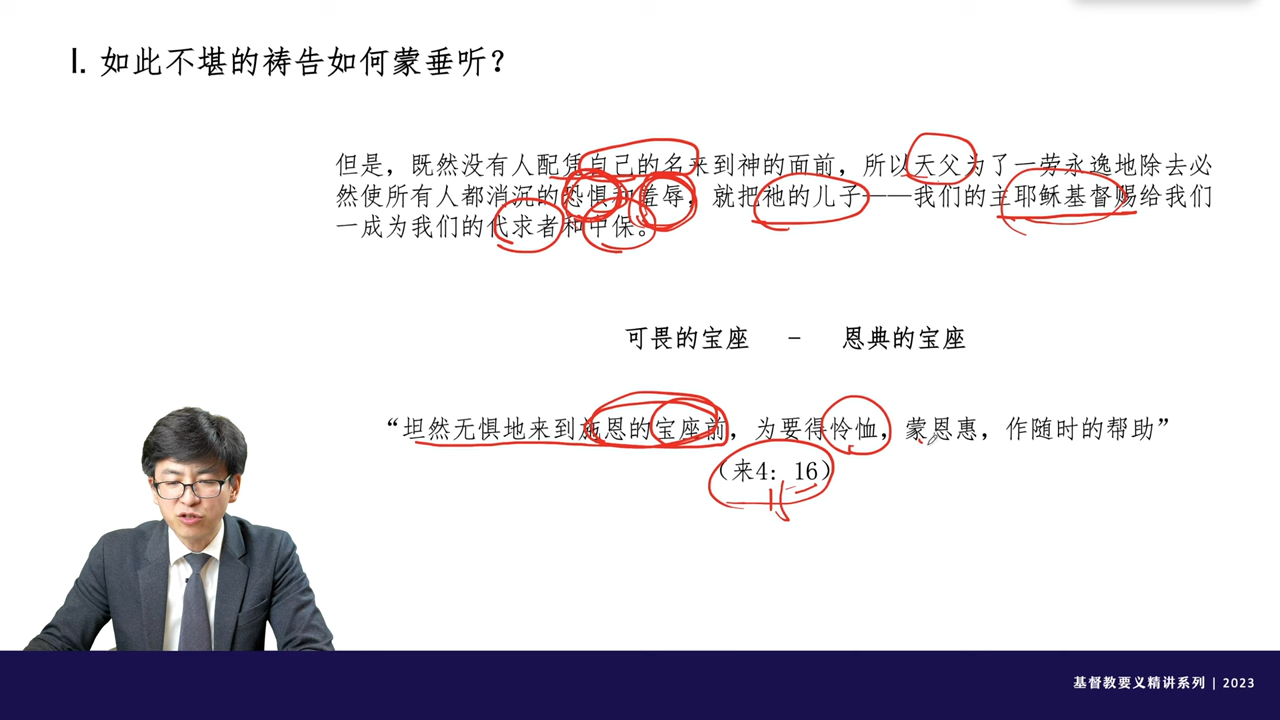 I. 如此不堪的祷告如何蒙垂听？
但是，既然没有人配凭自己的名来到神的面前，所以天父为了一劳永逸地除去必
然使所有人都消沉的恐惧和羞辱，就把祂的儿子——我们的主耶稣基督赐给我们
一成为我们的代求者和中保。
可畏的宝座 - 恩典的宝座
“坦然无惧地来到施恩的宝座前，为要得怜恤，蒙恩惠，作随时的帮助”
（来4：16）
基督教要义精讲系列 | 2023